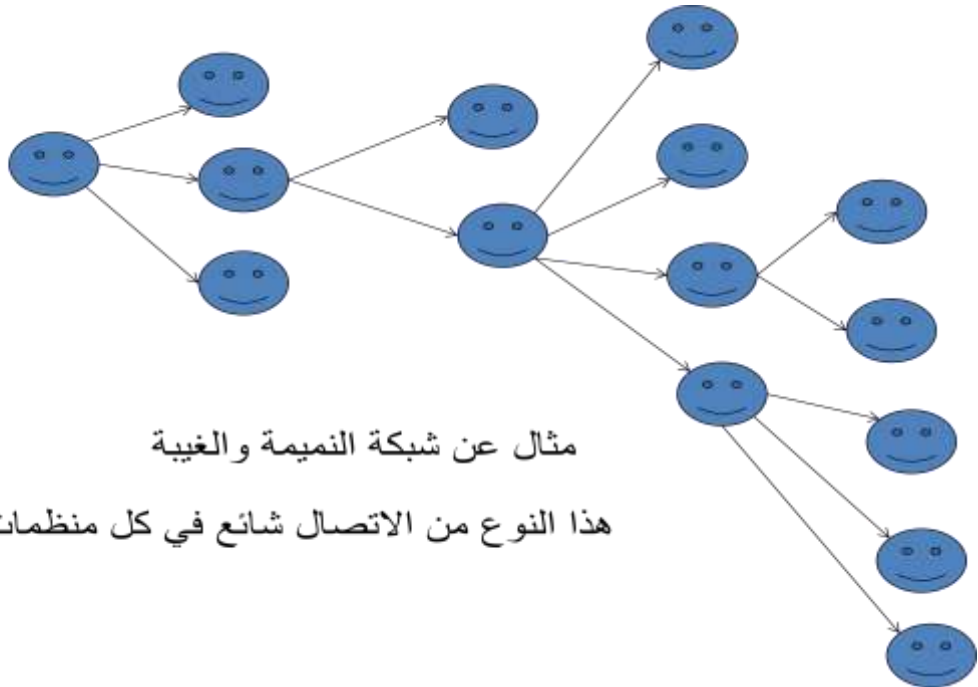 مثال عن شبكة النميمة والغيبة
هذا النوع من الاتصال شائع في كل منظمات